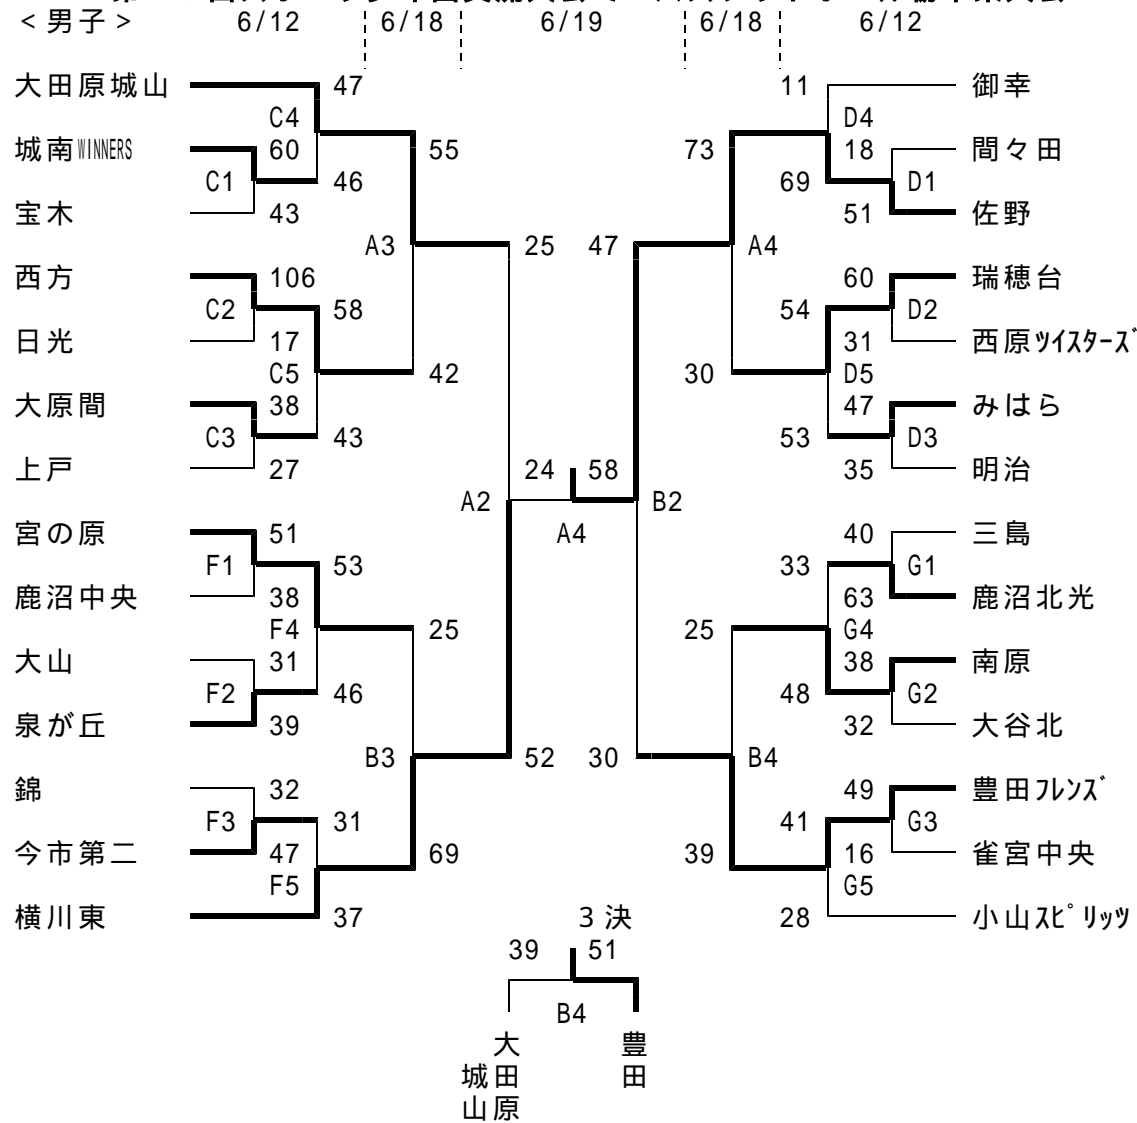 <男子> 6/12 6/18 6/19 6/18 6/12
大田原城山 47 11 御幸
C4 D4
城南WINNERS 60 55 73 18 間々田
C1 46 69 D1
宝木 43 51 佐野
A3 25 47 A4
西方 106 60 瑞穂台
C2 58 54 D2
日光 17 31 西原ツイスターズ
C5 42 30 D5
大原間 38 47 みはら
C3 43 53 D3
上戸 27 24 58 35 明治
A2 B2
宮の原 51 A4 40 三島
F1 53 33 G1
鹿沼中央 38 63 鹿沼北光
F4 25 25 G4
大山 31 38 南原
F2 46 48 G2
泉が丘 39 32 大谷北
B3 52 30 B4
錦 32 49 豊田フレンズ
F3 31 41 G3
今市第二 47 69 39 16 雀宮中央
F5 G5
横川東 37 3決 28 小山スピリッツ
39 51
B4
大田原城山 豊田